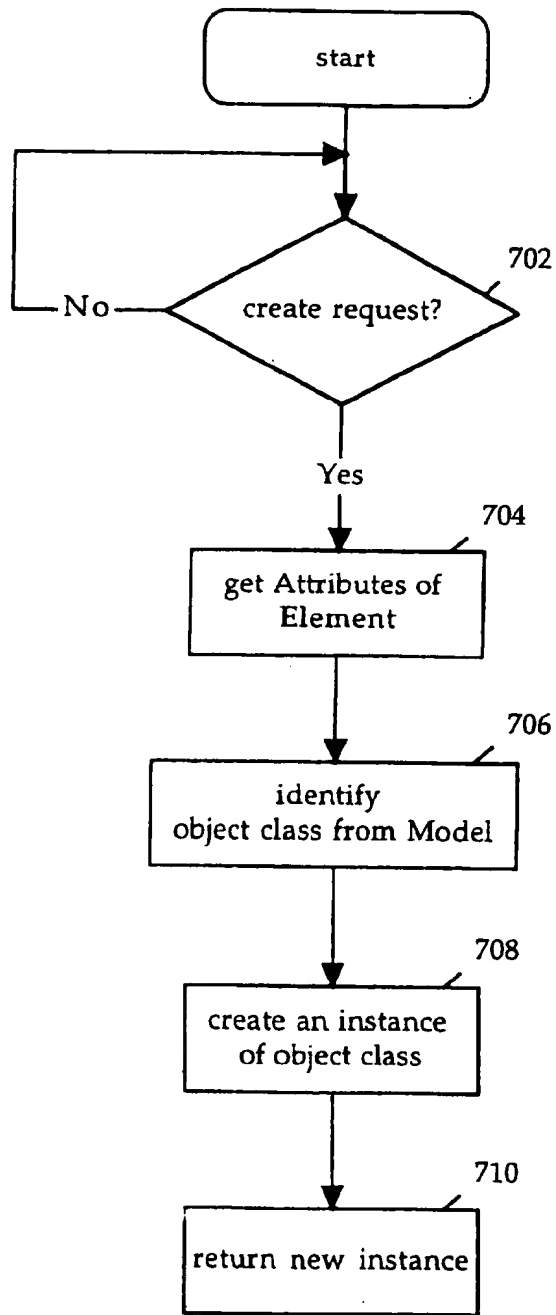 start
702
create request?
No
Yes
704
get Attributes of
Element
706
identify
object class from Model
708
create an instance
of object class
710
return new instance